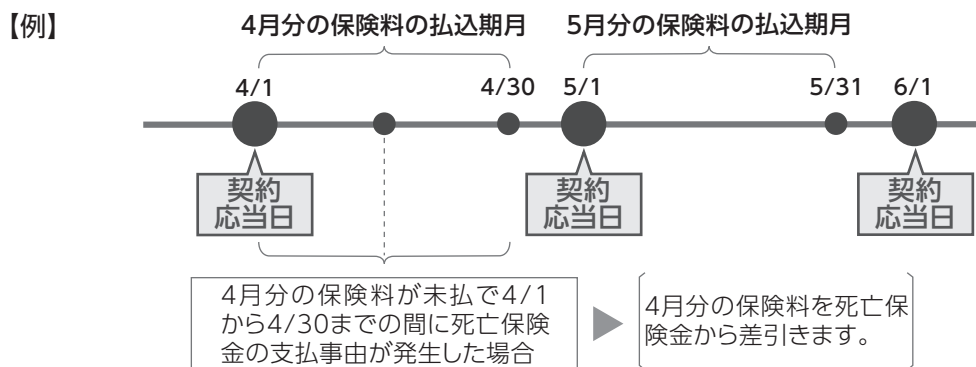 【例】
4月分の保険料の払込期月
5月分の保険料の払込期月
4/1
4/30
5/1
5/31
6/1
契約
応当日
契約
応当日
契約
応当日
4月分の保険料が未払で4/1
から4/30までの間に死亡保険
金の支払事由が発生した場合
4月分の保険料を死亡保
険金から差引きます。